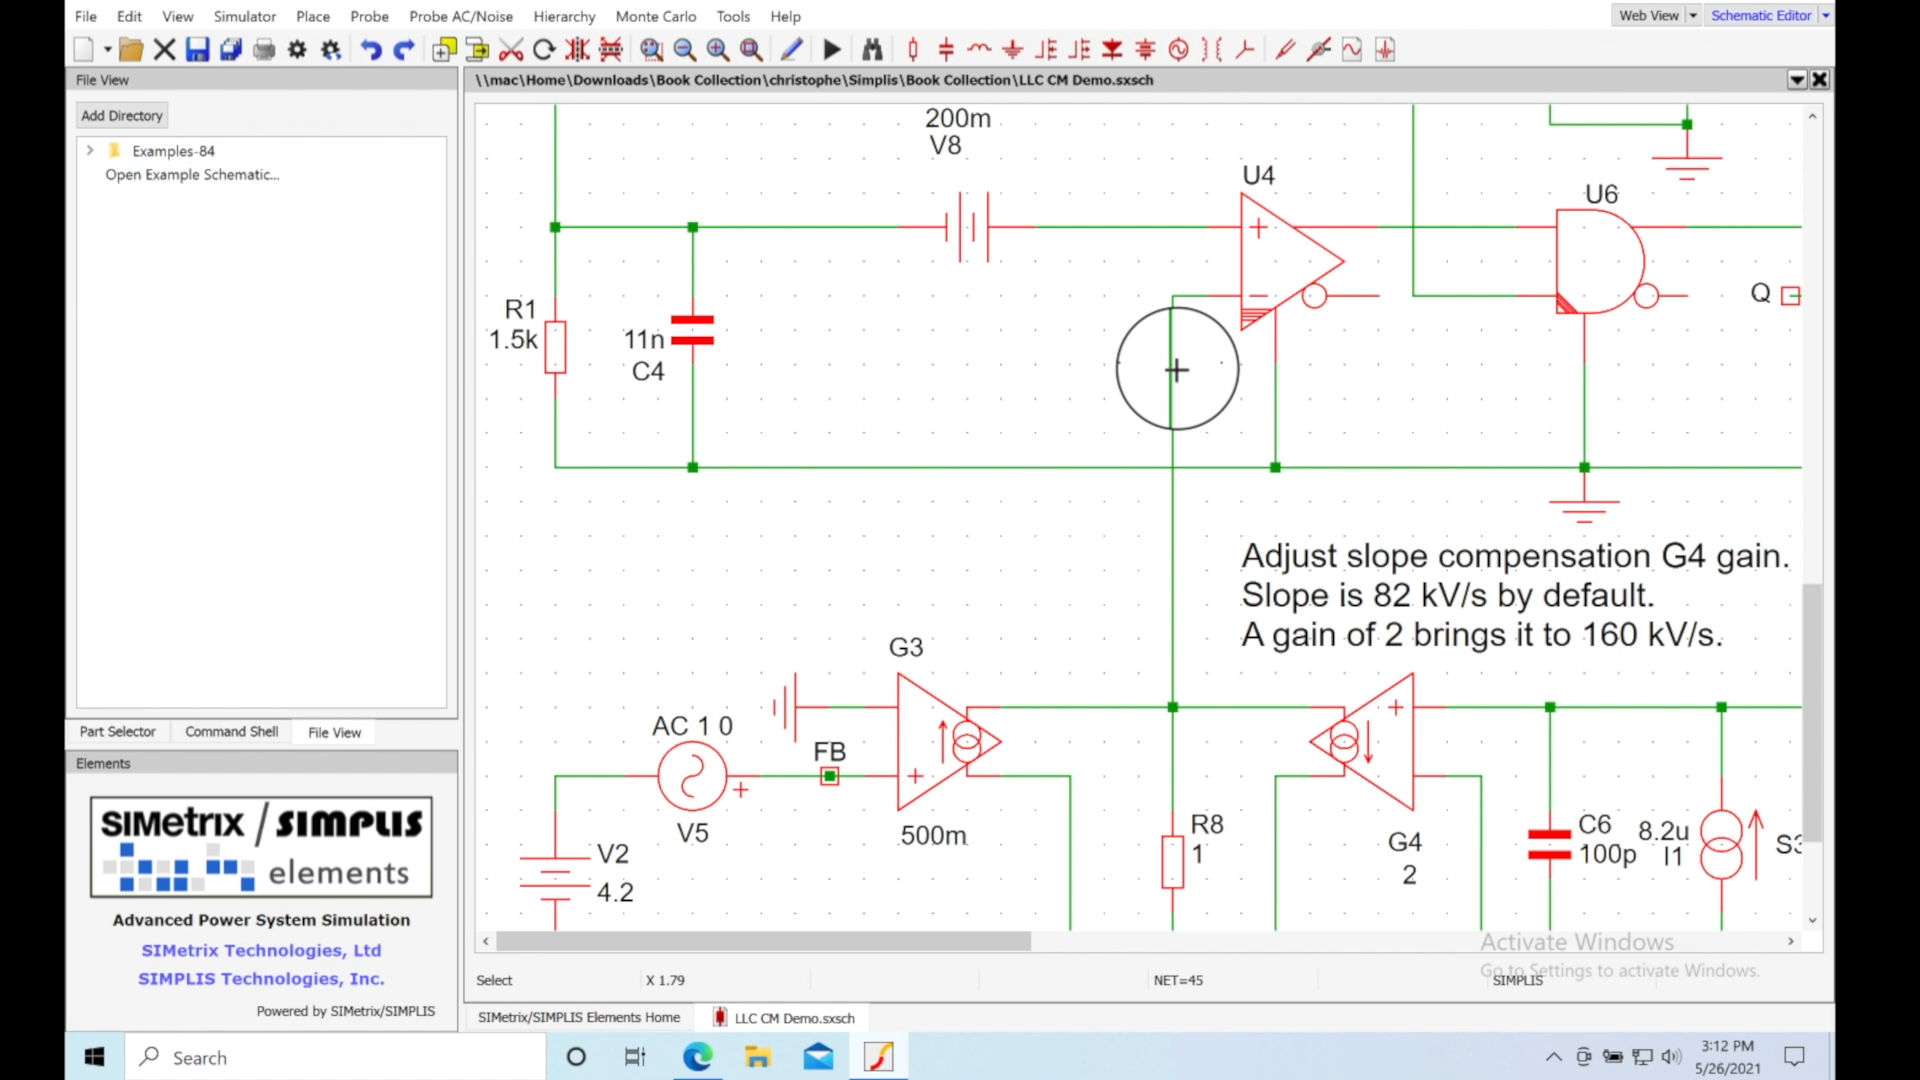 File Edit View Simulator Place Probe Probe AC/Noise Hierarchy Monte Carlo Tools Help
Web View
Schematic Editor
File View
\\mac\Home\Downloads\Book Collection\christophe\Simplis\Book Collection\LLC CM Demo.sxsch
Add Directory
Examples-84
Open Example Schematic...
200m
V8
U4
U6
R1
1.5k
11n
C4
Q
Adjust slope compensation G4 gain.
Slope is 82 kV/s by default.
A gain of 2 brings it to 160 kV/s.
G3
AC 1 0
FB
V5
500m
V2
4.2
R8
1
G4
2
C6
100p
8.2u
I1
Part Selector Command Shell File View
Elements
SIMetrix / SIMPLIS
elements
Advanced Power System Simulation
SIMetrix Technologies, Ltd
SIMPLIS Technologies, Inc.
Powered by SIMetrix/SIMPLIS
Activate Windows
Go to Settings to activate Windows.
Select X 1.79 NET=45 SIMPLIS
SIMetrix/SIMPLIS Elements Home LLC CM Demo.sxsch
Search
3:12 PM
5/26/2021